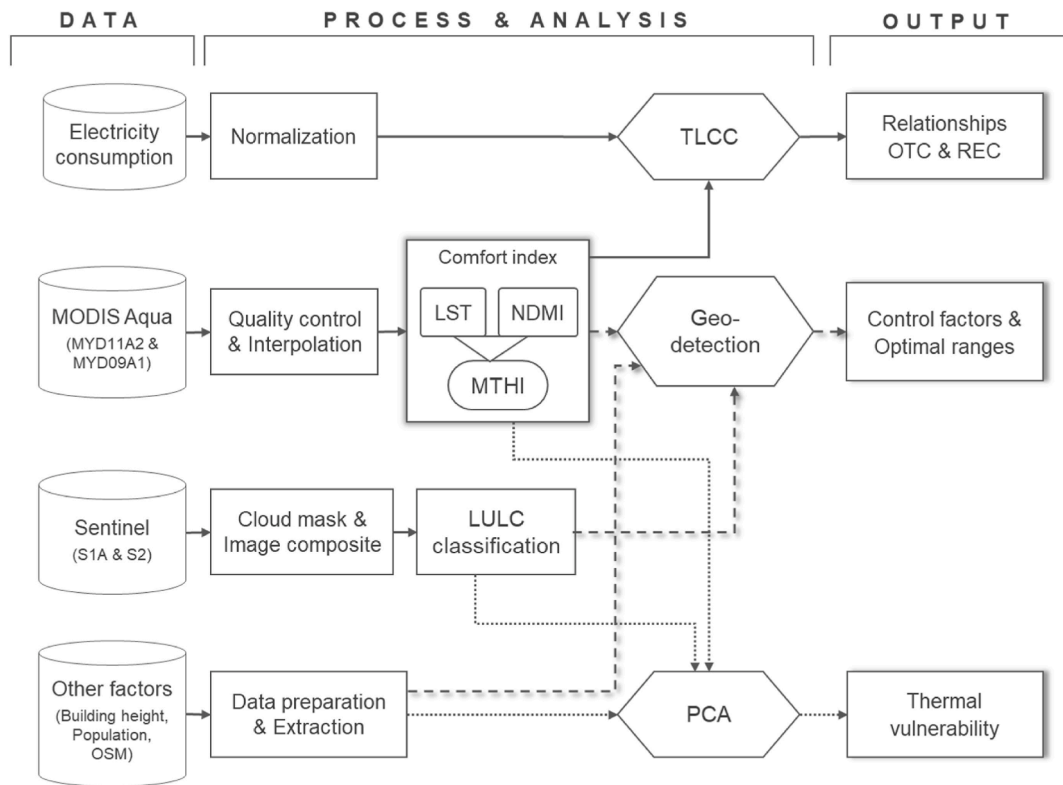 DATA
PROCESS & ANALYSIS
OUTPUT
Electricity
consumption
Normalization
TLCC
Relationships
OTC & REC
MODIS Aqua
(MYD11A2 &
MYD09A1)
Quality control
& Interpolation
Comfort index
LST
NDMI
MTHI
Geo-
detection
Control factors &
Optimal ranges
Sentinel
(S1A & S2)
Cloud mask &
Image composite
LULC
classification
Other factors
(Building height,
Population,
OSM)
Data preparation
& Extraction
PCA
Thermal
vulnerability